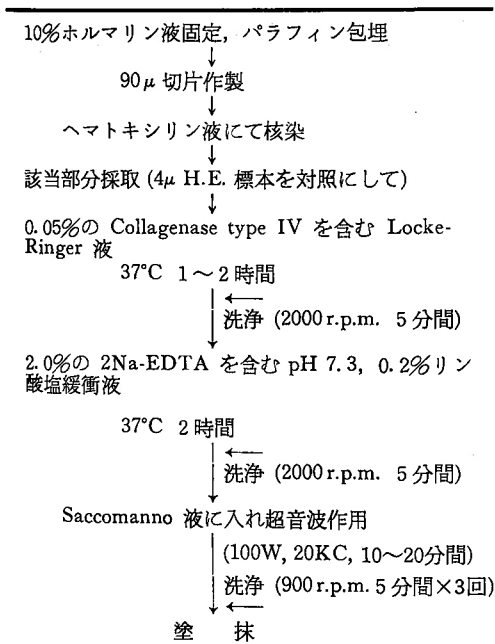 10%ホルマリン液固定，パラフィン包埋
90μ 切片作製
ヘマトキシリン液にて核染
該当部分採取 (4μ H.E. 標本を対照にして)
0.05%の Collagenase type IV を含む Locke-
Ringer 液
37°C 1〜2時間
洗浄 (2000 r.p.m. 5分間)
2.0%の 2Na-EDTA を含む pH 7.3, 0.2%リン
酸塩緩衝液
37°C 2時間
洗浄 (2000 r.p.m. 5分間)
Saccomanno 液に入れ超音波作用
(100W, 20KC, 10〜20分間)
洗浄 (900 r.p.m. 5分間×3回)
塗 抹